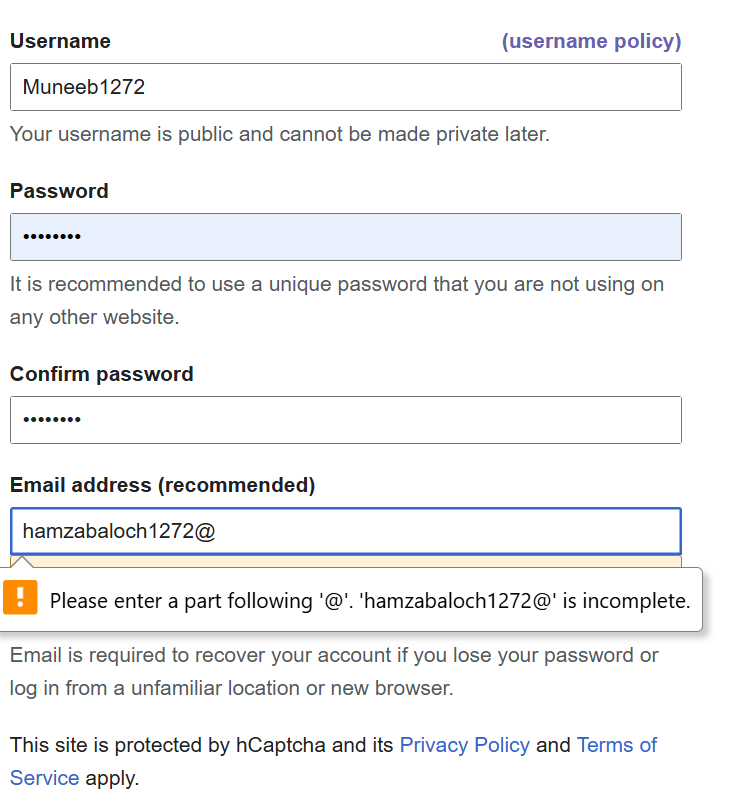 Username (username policy)
Muneeb1272
Your username is public and cannot be made private later.
Password
••••••••
It is recommended to use a unique password that you are not using on
any other website.
Confirm password
••••••••
Email address (recommended)
hamzabaloch1272@
Please enter a part following '@'. 'hamzabaloch1272@' is incomplete.
Email is required to recover your account if you lose your password or
log in from a unfamiliar location or new browser.
This site is protected by hCaptcha and its Privacy Policy and Terms of
Service apply.